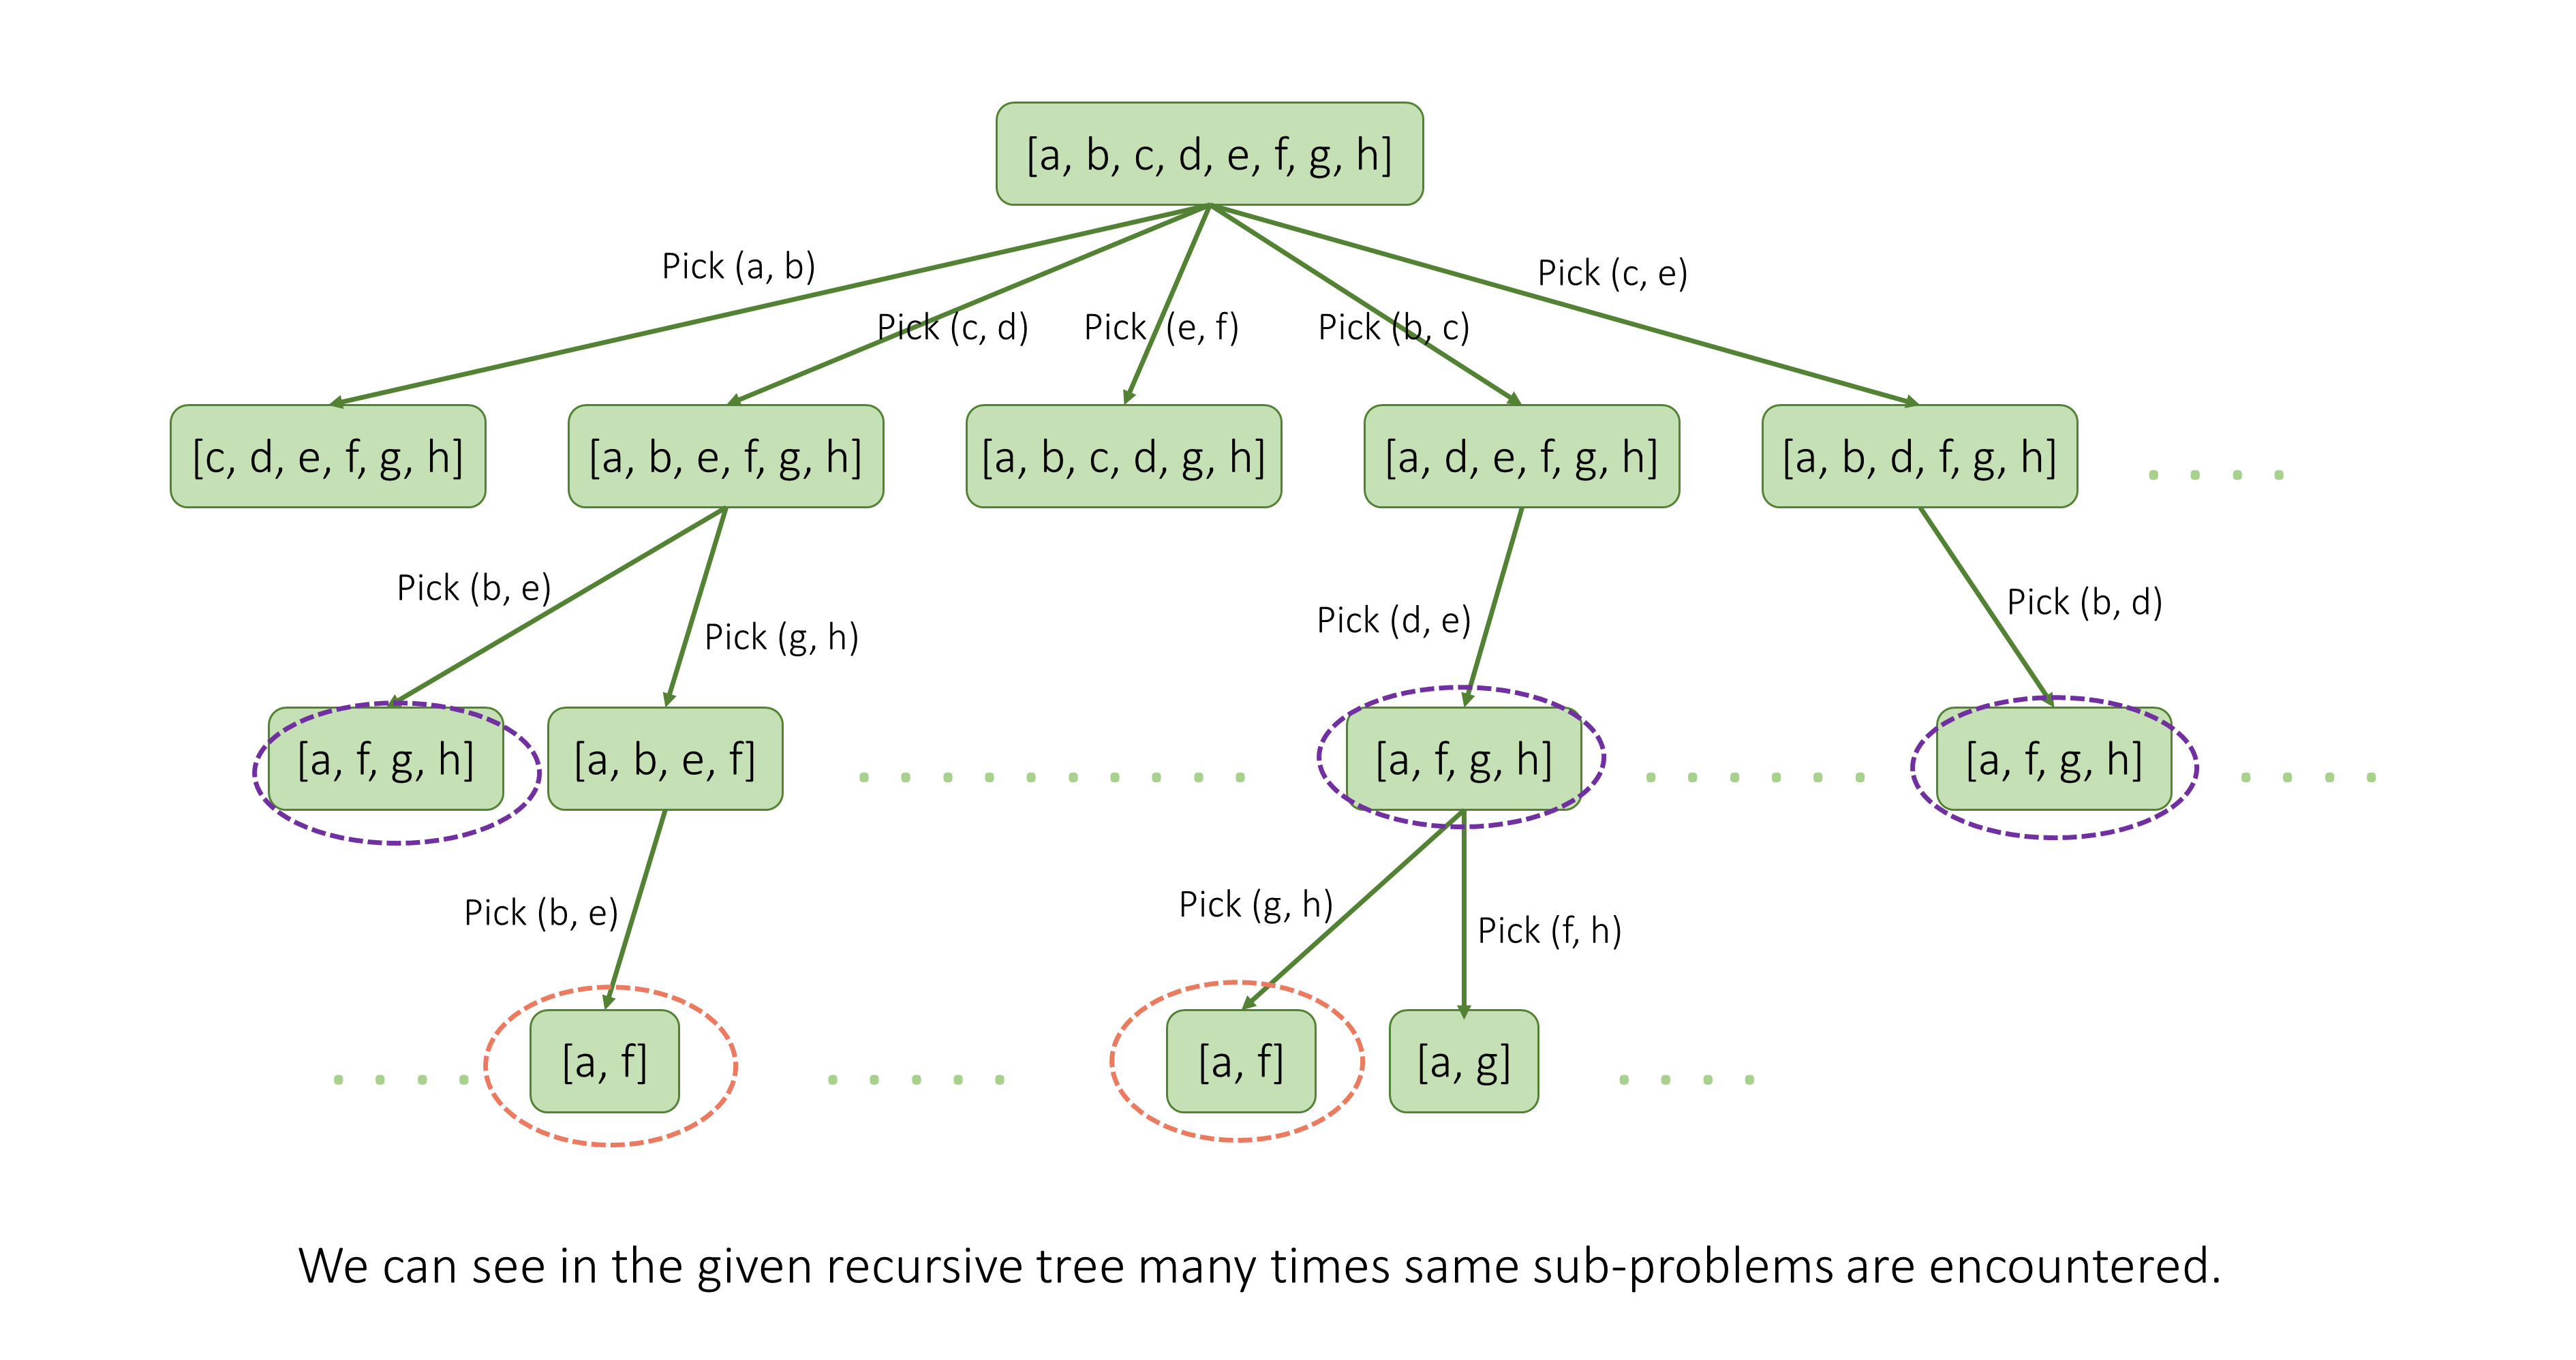 [a, b, c, d, e, f, g, h]
Pick (a, b)
Pick (c, e)
Pick (c, d)
Pick (e, f)
Pick (b, c)
[c, d, e, f, g, h]
[a, b, e, f, g, h]
[a, b, c, d, g, h]
[a, d, e, f, g, h]
[a, b, d, f, g, h]
Pick (b, e)
Pick (g, h)
Pick (d, e)
Pick (b, d)
[a, f, g, h]
[a, b, e, f]
[a, f, g, h]
[a, f, g, h]
Pick (b, e)
Pick (g, h)
Pick (f, h)
[a, f]
[a, f]
[a, g]
We can see in the given recursive tree many times same sub-problems are encountered.